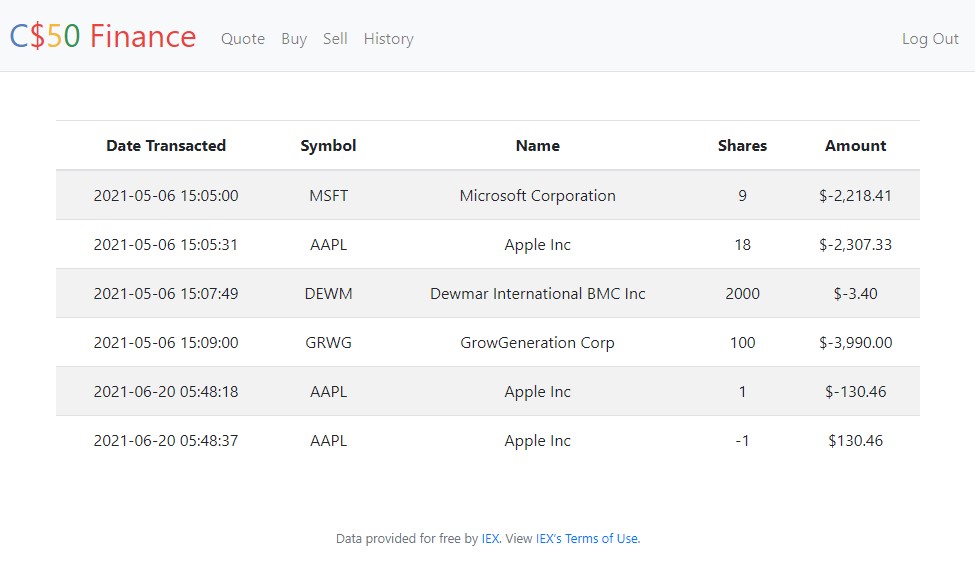 C$50 Finance Quote Buy Sell History Log Out
Date Transacted Symbol Name Shares Amount
2021-05-06 15:05:00 MSFT Microsoft Corporation 9 $-2,218.41
2021-05-06 15:05:31 AAPL Apple Inc 18 $-2,307.33
2021-05-06 15:07:49 DEWM Dewmar International BMC Inc 2000 $-3.40
2021-05-06 15:09:00 GRWG GrowGeneration Corp 100 $-3,990.00
2021-06-20 05:48:18 AAPL Apple Inc 1 $-130.46
2021-06-20 05:48:37 AAPL Apple Inc -1 $130.46
Data provided for free by IEX. View IEX's Terms of Use.